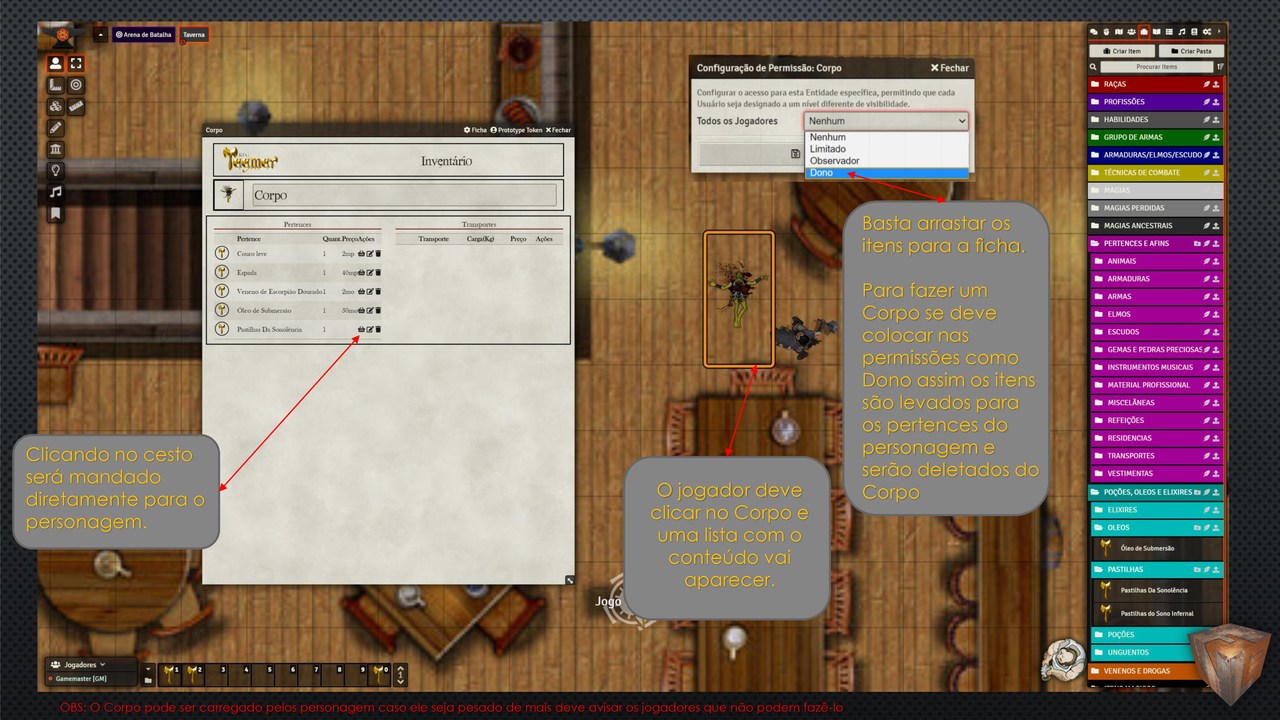 Arena de Batalha
Taverna
Corpo
Ficha
Prototype Token
Fechar
Tagmar
Inventário
Corpo
Pertences
Transportes
Pertence Quant. Preço Ações
Transporte Carga(Kg) Preço Ações
Couro leve 1 2mp
Espada 1 40mp
Veneno de Escorpião Dourado 1 2mo
Óleo de Submersão 1 50mo
Pastilhas Da Sonolência 1
Configuração de Permissão: Corpo
Fechar
Configurar o acesso para esta Entidade específica, permitindo que cada
Usuário seja designado a um nível diferente de visibilidade.
Todos os Jogadores
Nenhum
Nenhum
Limitado
Observador
Dono
Basta arrastar os
itens para a ficha.
Para fazer um
Corpo se deve
colocar nas
permissões como
Dono assim os itens
são levados para
os pertences do
personagem e
serão deletados do
Corpo
Clicando no cesto
será mandado
diretamente para o
personagem.
O jogador deve
clicar no Corpo e
uma lista com o
conteúdo vai
aparecer.
Jogo
Criar Item
Criar Pasta
Procurar Items
RAÇAS
PROFISSÕES
HABILIDADES
GRUPO DE ARMAS
ARMADURAS/ELMOS/ESCUDO
TÉCNICAS DE COMBATE
MAGIAS
MAGIAS PERDIDAS
MAGIAS ANCESTRAIS
PERTENCES E AFINS
ANIMAIS
ARMADURAS
ARMAS
ELMOS
ESCUDOS
GEMAS E PEDRAS PRECIOSAS
INSTRUMENTOS MUSICAIS
MATERIAL PROFISSIONAL
MISCELÂNEAS
REFEIÇÕES
RESIDENCIAS
TRANSPORTES
VESTIMENTAS
POÇÕES, OLEOS E ELIXIRES
ELIXIRES
OLEOS
Óleo de Submersão
PASTILHAS
Pastilhas Da Sonolência
Pastilhas do Sono Infernal
POÇÕES
UNGUENTOS
VENENOS E DROGAS
Jogadores
Gamemaster [GM]
1 2 3 4 5 6 7 8 9 0
1
OBS: O Corpo pode ser carregado pelos personagem caso ele seja pesado de mais deve avisar os jogadores que não podem fazê-lo